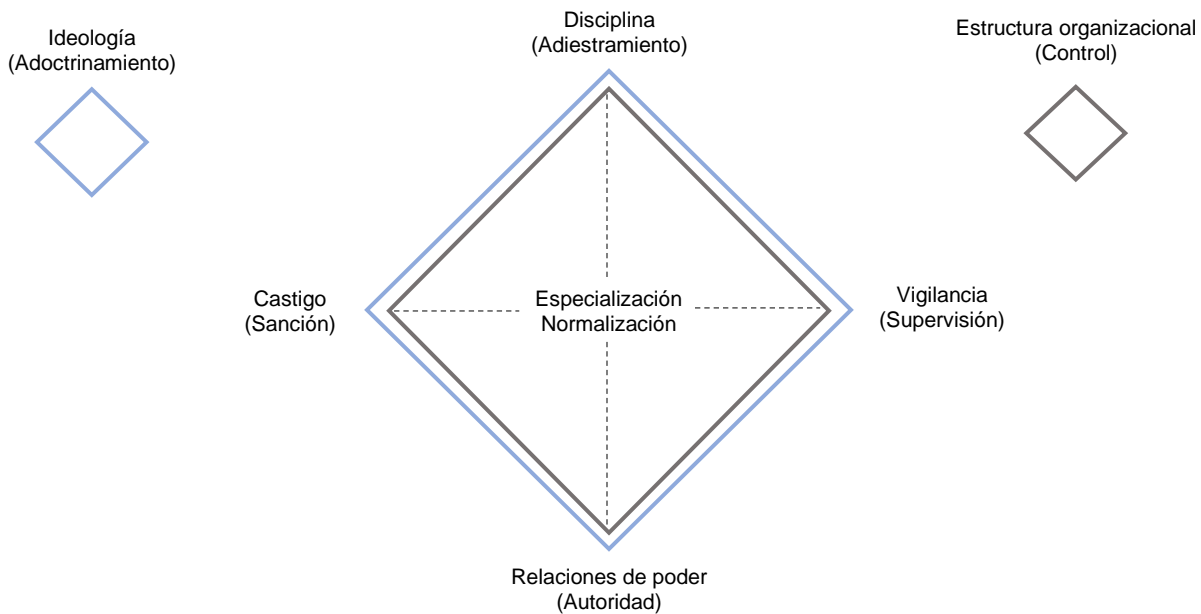 Ideología
(Adoctrinamiento)
Disciplina
(Adiestramiento)
Estructura organizacional
(Control)
Castigo
(Sanción)
Especialización
Normalización
Vigilancia
(Supervisión)
Relaciones de poder
(Autoridad)